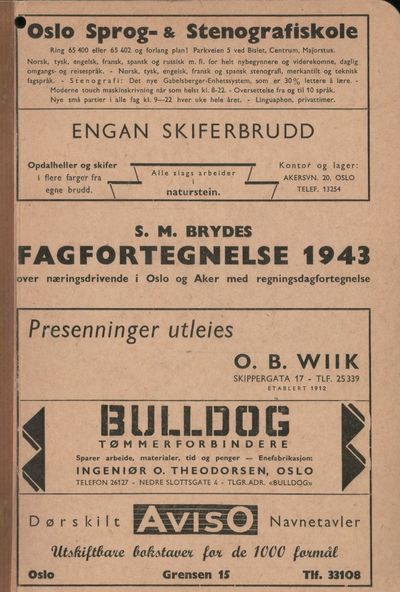 Oslo Sprog- & Stenografiskole
Ring 65 400 eller 65 402 og forlang plan! Parkveien 5 ved Bislet, Centrum, Majorstua.
Norsk, tysk, engelsk, fransk, spansk og russisk m. fl. for helt nybegynnere og viderekomne, daglig
omgangs- og reisespråk. - Norsk, tysk, engelsk, fransk og spansk stenografi, merkantilt og teknisk
fagspråk. - Stenografi: Det nye Gabelsberger-Enhetssystem, som er 30% lettere å lære. -
Moderne touch maskinskrivning når som helst kl. 8-22. - Oversettelse fra og til 10 språk.
Nye små partier i alle fag kl. 9—22 hver uke hele året. - Linguaphon, privattimer.
ENGAN SKIFERBRUDD
Opdalheller og skifer
i flere farger fra
egne brudd.
Alle slags arbeider
i
naturstein.
Kontor og lager:
AKERSVN. 20, OSLO
TELEF. 13254
S. M. BRYDES
FAGFORTEGNELSE 1943
over næringsdrivende i Oslo og Aker med regningsdagfortegnelse
Presenninger utleies
O. B. WIIK
SKIPPERGATA 17 - TLF. 25339
ETABLERT 1912
BULLDOG
TØMMERFORBINDERE
Sparer arbeide, materialer, tid og penger — Enefabrikasjon:
INGENIØR O. THEODORSEN, OSLO
TELEFON 26127 - NEDRE SLOTTSGATE 4 - TLGR.ADR. «BULLDOG»
Dørskilt AVISO Navnetavler
Utskiftbare bokstaver for de 1000 formål
Oslo Grensen 15 Tlf. 33108